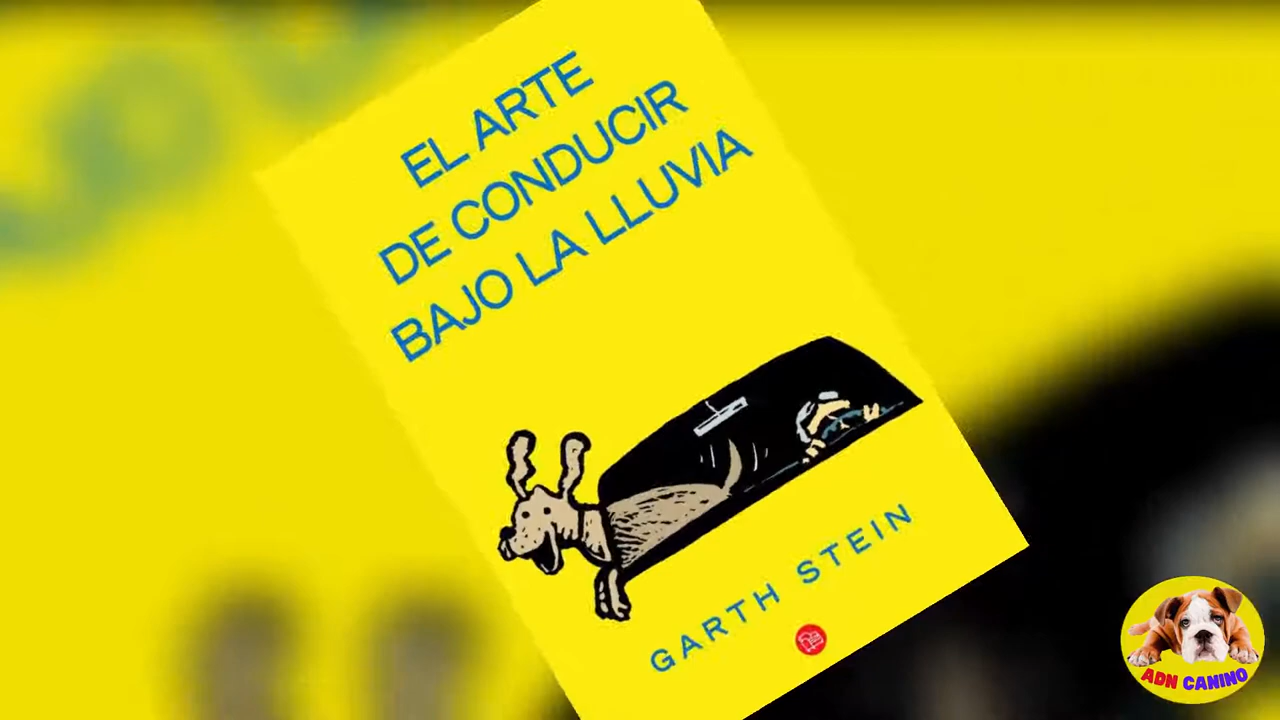 EL ARTE
DE CONDUCIR
BAJO LA LLUVIA
GARTH STEIN
ADN CANINO